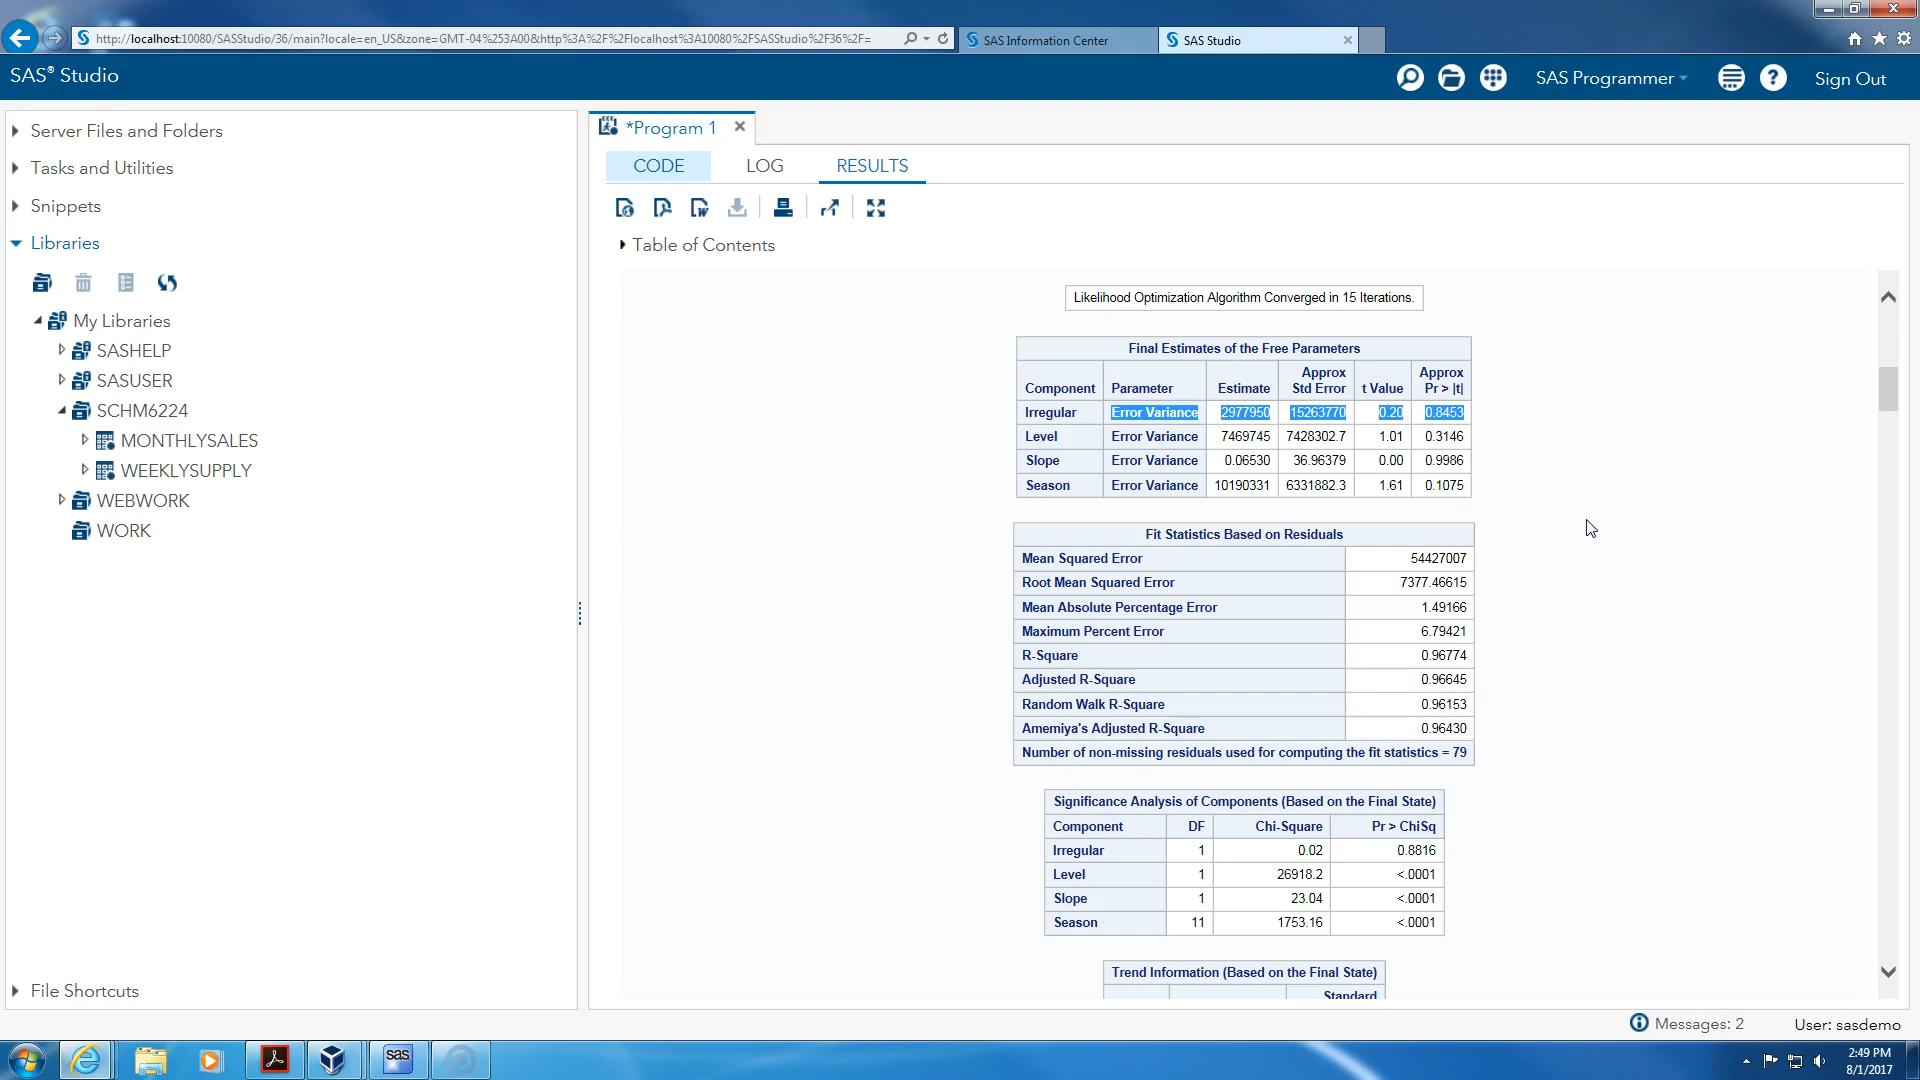 http://localhost:10080/SASStudio/36/main?locale=en_US&zone=GMT-04%253A00&http%3A%2F%2Flocalhost%3A10080%2FSASStudio%2F36%2F=
SAS Information Center
SAS Studio
SAS® Studio
SAS Programmer
Sign Out
Server Files and Folders
Tasks and Utilities
Snippets
Libraries
My Libraries
SASHELP
SASUSER
SCHM6224
MONTHLYSALES
WEEKLYSUPPLY
WEBWORK
WORK
File Shortcuts
*Program 1
CODE LOG RESULTS
Table of Contents
Likelihood Optimization Algorithm Converged in 15 Iterations.
Final Estimates of the Free Parameters
Component Parameter Estimate Approx Std Error t Value Approx Pr > |t|
Irregular Error Variance 2977950 15263770 0.20 0.8453
Level Error Variance 7469745 7428302.7 1.01 0.3146
Slope Error Variance 0.06530 36.96379 0.00 0.9986
Season Error Variance 10190331 6331882.3 1.61 0.1075
Fit Statistics Based on Residuals
Mean Squared Error 54427007
Root Mean Squared Error 7377.46615
Mean Absolute Percentage Error 1.49166
Maximum Percent Error 6.79421
R-Square 0.96774
Adjusted R-Square 0.96645
Random Walk R-Square 0.96153
Amemiya's Adjusted R-Square 0.96430
Number of non-missing residuals used for computing the fit statistics = 79
Significance Analysis of Components (Based on the Final State)
Component DF Chi-Square Pr > ChiSq
Irregular 1 0.02 0.8816
Level 1 26918.2 <.0001
Slope 1 23.04 <.0001
Season 11 1753.16 <.0001
Trend Information (Based on the Final State)
Standard
Messages: 2
User: sasdemo
sas
2:49 PM
8/1/2017